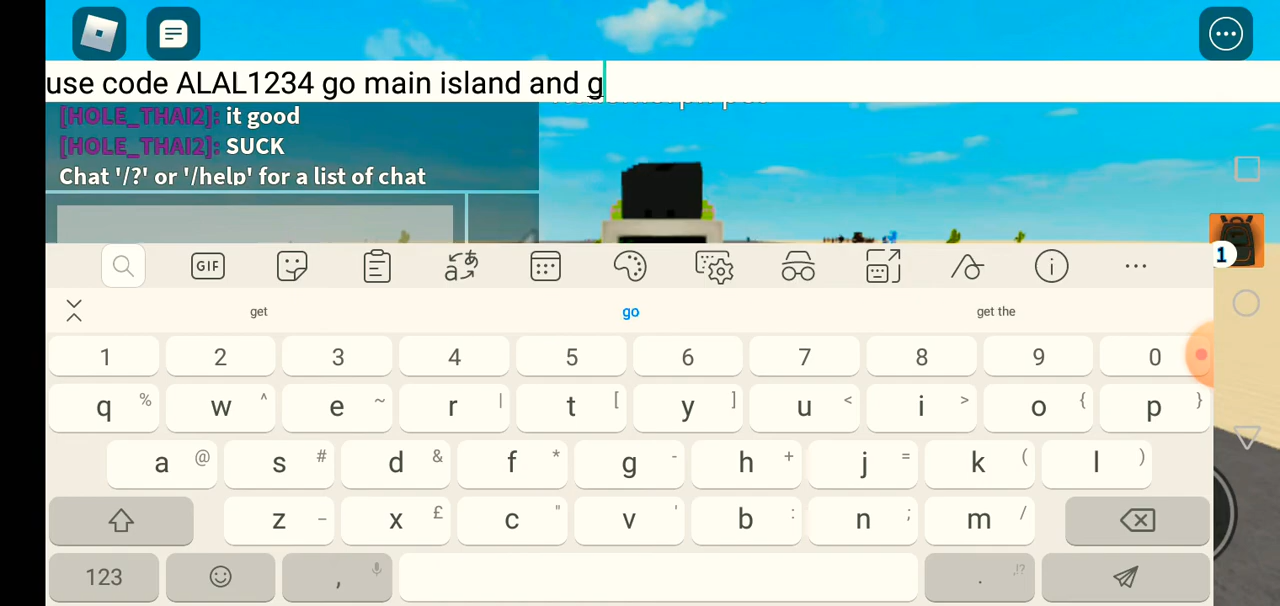 use code ALAL1234 go main island and g
[HOLE_THAI2]: it good
[HOLE_THAI2]: SUCK
Chat '/?' or '/help' for a list of chat
GIF
get go get the
1 2 3 4 5 6 7 8 9 0
q % w ^ e ~ r | t [ y ] u < i > o { p }
a @ s # d & f * g - h + j = k ( l )
z – x £ c " v ' b : n ; m /
123 , . ,!?
1